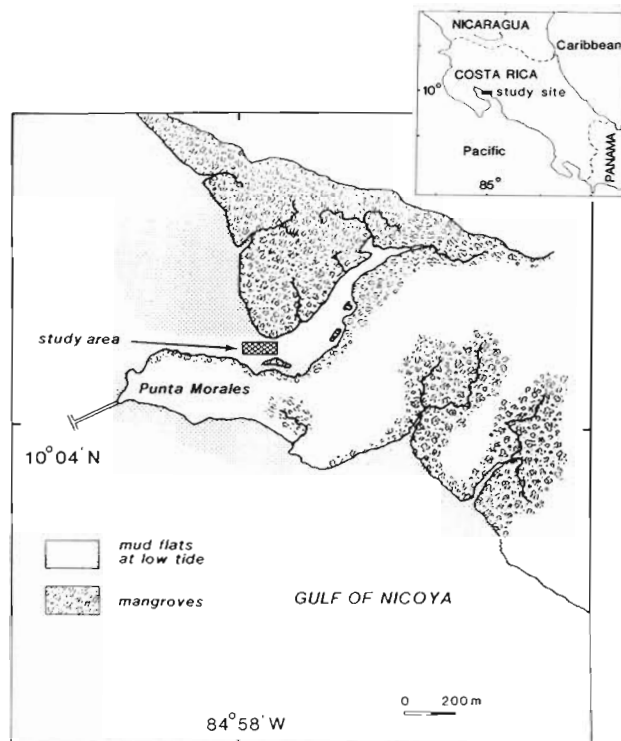 NICARAGUA
Caribbean
COSTA RICA
10°
study site
Pacific
PANAMA
85°
study area
Punta Morales
10°04'N
mud flats
at low tide
mangroves
GULF OF NICOYA
0 200m
84°58'W